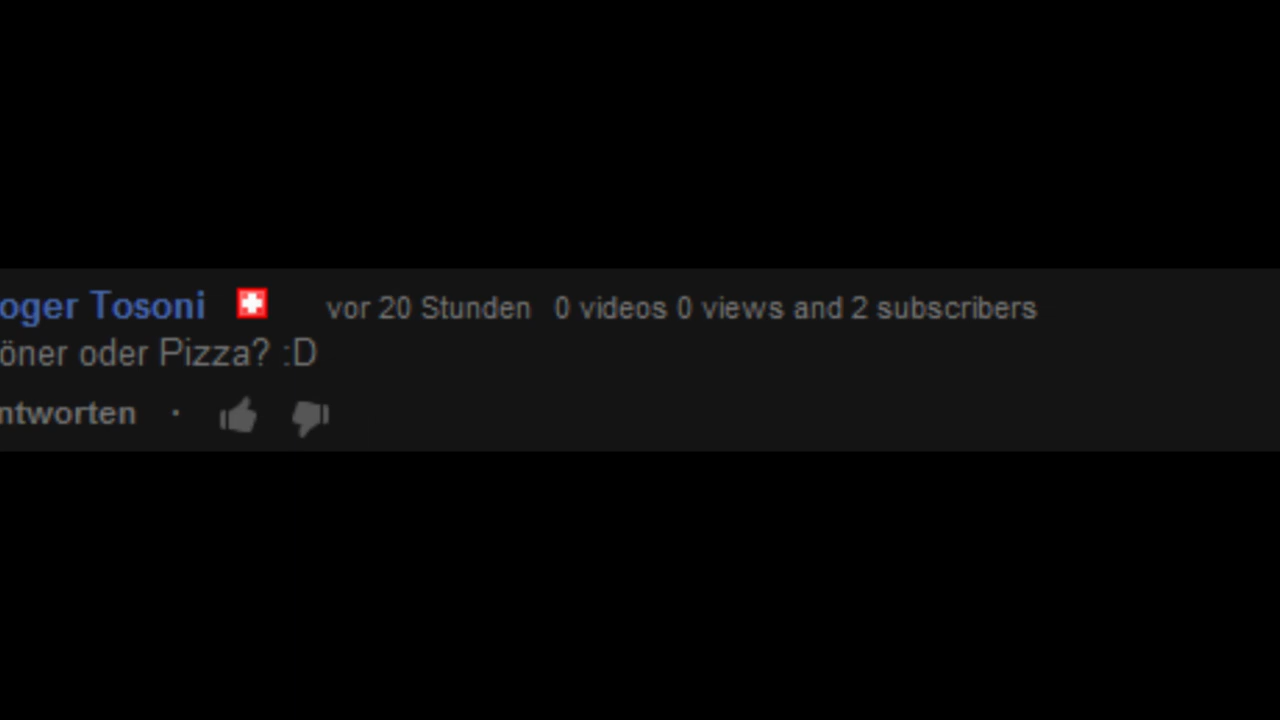 oger Tosoni vor 20 Stunden 0 videos 0 views and 2 subscribers
öner oder Pizza? :D
ntworten ·